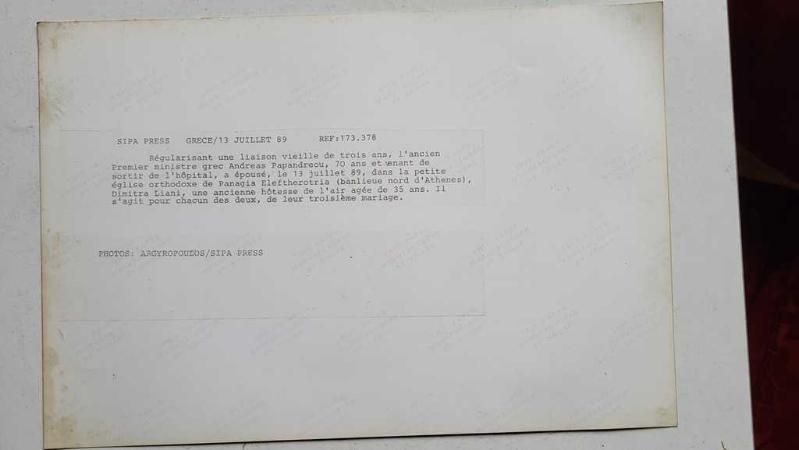 SIPA PRESS GRECE/13 JUILLET 89 REF:173.378
Régularisant une liaison vieille de trois ans, l'ancien
Premier ministre grec Andreas Papandreou, 70 ans et venant de
sortir de l'hôpital, a épousé, le 13 juillet 89, dans la petite
église orthodoxe de Panagia Eleftherotria (banlieue nord d'Athenes),
Dimitra Liani, une ancienne hôtesse de l'air agée de 35 ans. Il
s'agit pour chacun des deux, de leur troisième mariage.
PHOTOS: ARGYROPOUDOS/SIPA PRESS